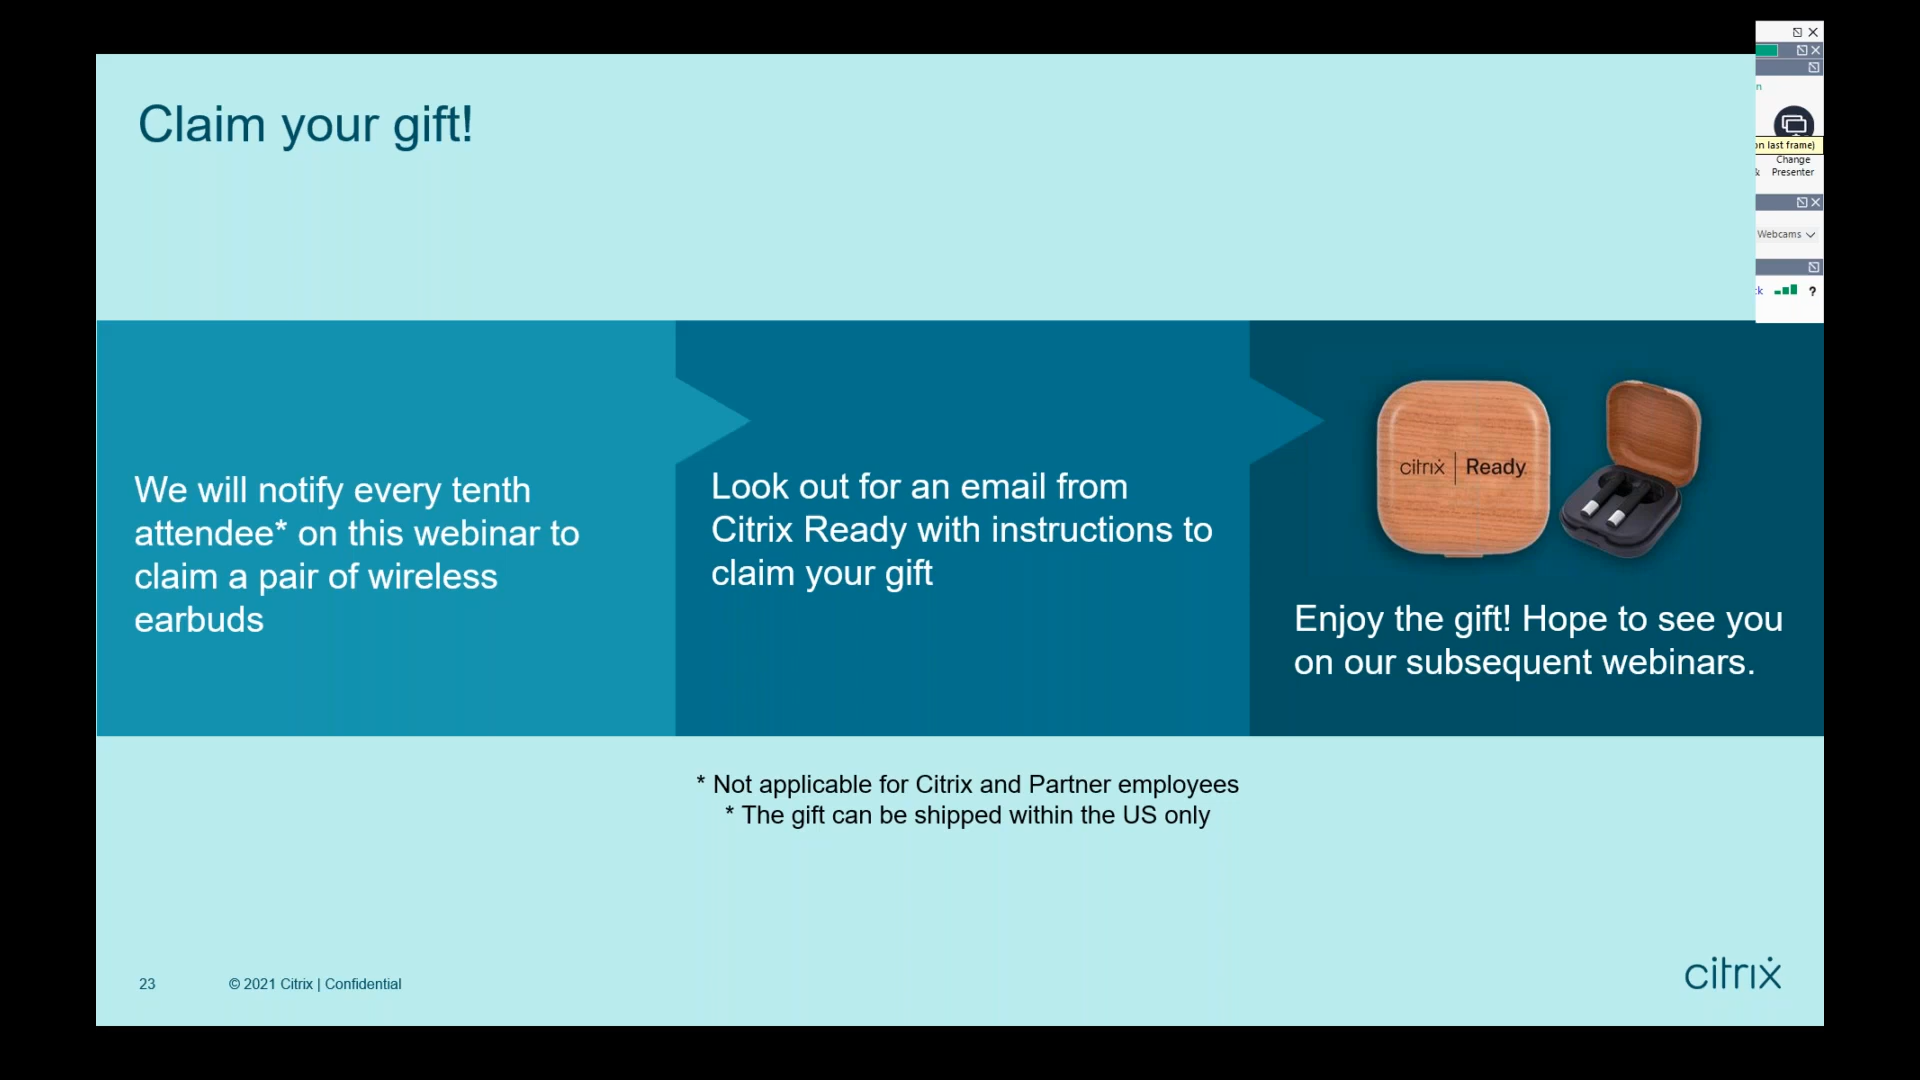 Claim your gift!
on last frame)
Change
& Presenter
Webcams
?
We will notify every tenth
attendee* on this webinar to
claim a pair of wireless
earbuds
Look out for an email from
Citrix Ready with instructions to
claim your gift
citrix | Ready
Enjoy the gift! Hope to see you
on our subsequent webinars.
* Not applicable for Citrix and Partner employees
* The gift can be shipped within the US only
23
© 2021 Citrix | Confidential
citrix